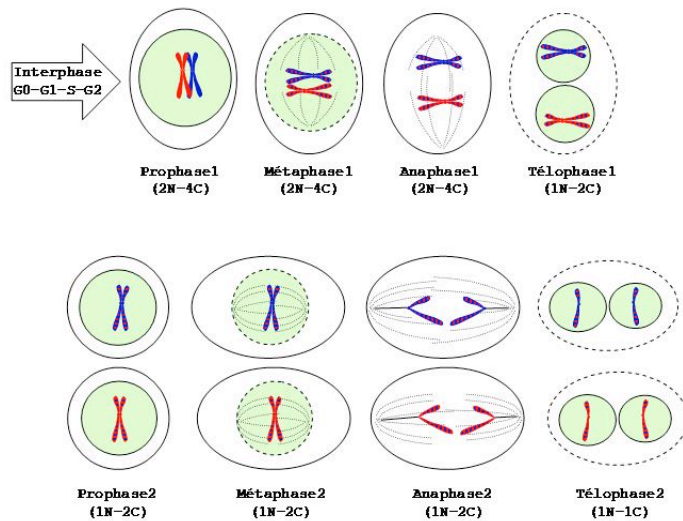 Interphase
G0-G1-S-G2
Prophase1
(2N-4C)
Métaphase1
(2N-4C)
Anaphase1
(2N-4C)
Télophase1
(1N-2C)
Prophase2
(1N-2C)
Métaphase2
(1N-2C)
Anaphase2
(1N-2C)
Télophase2
(1N-1C)